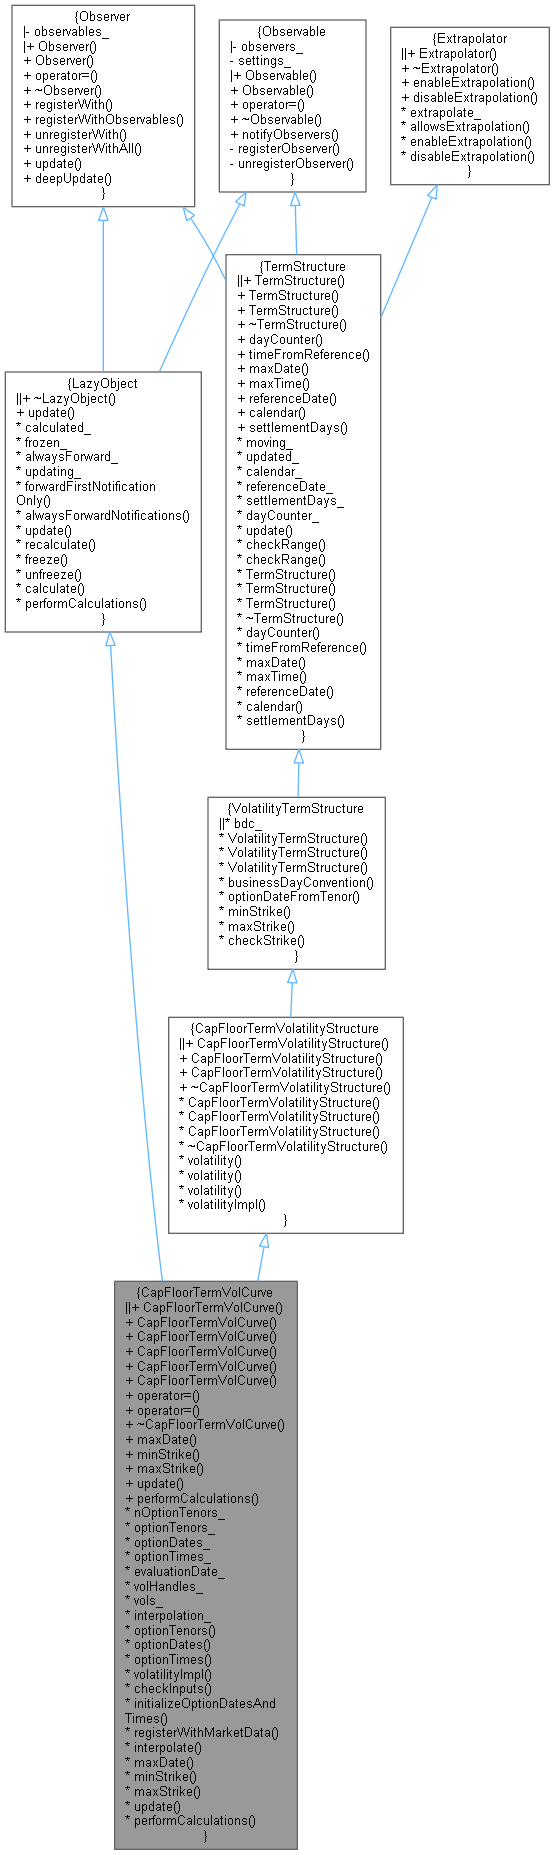 {Observer
|- observables_
|+ Observer()
+ Observer()
+ operator=()
+ ~Observer()
+ registerWith()
+ registerWithObservables()
+ unregisterWith()
+ unregisterWithAll()
+ update()
+ deepUpdate()
}
{Observable
|- observers_
- settings_
|+ Observable()
+ Observable()
+ operator=()
+ ~Observable()
+ notifyObservers()
- registerObserver()
- unregisterObserver()
}
{Extrapolator
||+ Extrapolator()
+ ~Extrapolator()
+ enableExtrapolation()
+ disableExtrapolation()
* extrapolate_
* allowsExtrapolation()
* enableExtrapolation()
* disableExtrapolation()
}
{TermStructure
||+ TermStructure()
+ TermStructure()
+ TermStructure()
+ ~TermStructure()
+ dayCounter()
+ timeFromReference()
+ maxDate()
+ maxTime()
+ referenceDate()
+ calendar()
+ settlementDays()
* moving_
* updated_
* calendar_
* referenceDate_
* settlementDays_
* dayCounter_
* update()
* checkRange()
* checkRange()
* TermStructure()
* TermStructure()
* TermStructure()
* ~TermStructure()
* dayCounter()
* timeFromReference()
* maxDate()
* maxTime()
* referenceDate()
* calendar()
* settlementDays()
}
{LazyObject
||+ ~LazyObject()
+ update()
* calculated_
* frozen_
* alwaysForward_
* updating_
* forwardFirstNotification
Only()
* alwaysForwardNotifications()
* update()
* recalculate()
* freeze()
* unfreeze()
* calculate()
* performCalculations()
}
{VolatilityTermStructure
||* bdc_
* VolatilityTermStructure()
* VolatilityTermStructure()
* VolatilityTermStructure()
* businessDayConvention()
* optionDateFromTenor()
* minStrike()
* maxStrike()
* checkStrike()
}
{CapFloorTermVolatilityStructure
||+ CapFloorTermVolatilityStructure()
+ CapFloorTermVolatilityStructure()
+ CapFloorTermVolatilityStructure()
+ ~CapFloorTermVolatilityStructure()
* CapFloorTermVolatilityStructure()
* CapFloorTermVolatilityStructure()
* CapFloorTermVolatilityStructure()
* ~CapFloorTermVolatilityStructure()
* volatility()
* volatility()
* volatility()
* volatilityImpl()
}
{CapFloorTermVolCurve
||+ CapFloorTermVolCurve()
+ CapFloorTermVolCurve()
+ CapFloorTermVolCurve()
+ CapFloorTermVolCurve()
+ CapFloorTermVolCurve()
+ CapFloorTermVolCurve()
+ operator=()
+ operator=()
+ ~CapFloorTermVolCurve()
+ maxDate()
+ minStrike()
+ maxStrike()
+ update()
+ performCalculations()
* nOptionTenors_
* optionTenors_
* optionDates_
* optionTimes_
* evaluationDate_
* volHandles_
* vols_
* interpolation_
* optionTenors()
* optionDates()
* optionTimes()
* volatilityImpl()
* checkInputs()
* initializeOptionDatesAnd
Times()
* registerWithMarketData()
* interpolate()
* maxDate()
* minStrike()
* maxStrike()
* update()
* performCalculations()
}